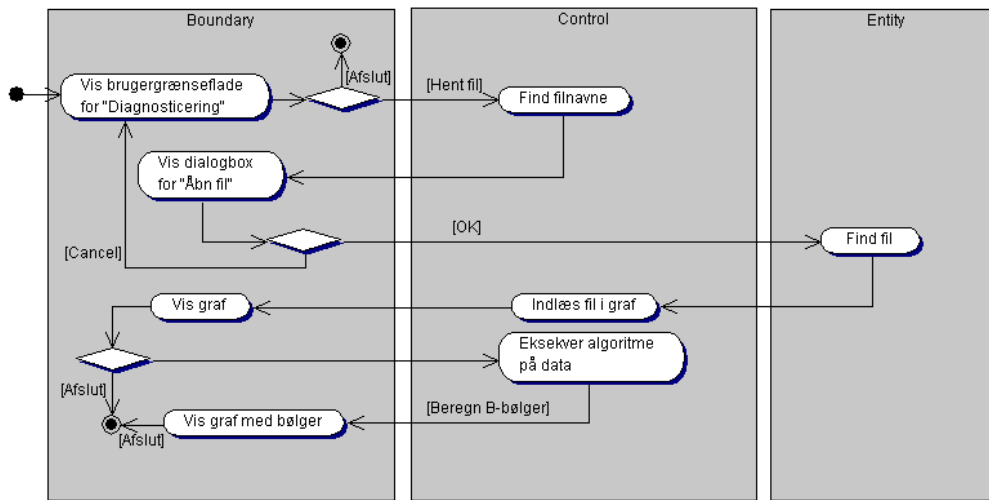 Boundary
Control
Entity
[Afslut]
Vis brugergrænseflade
for "Diagnosticering"
[Hent fil]
Find filnavne
Vis dialogbox
for "Åbn fil"
[OK]
Find fil
[Cancel]
Vis graf
Indlæs fil i graf
Eksekver algoritme
på data
[Afslut]
[Beregn B-bølger]
Vis graf med bølger
[Afslut]